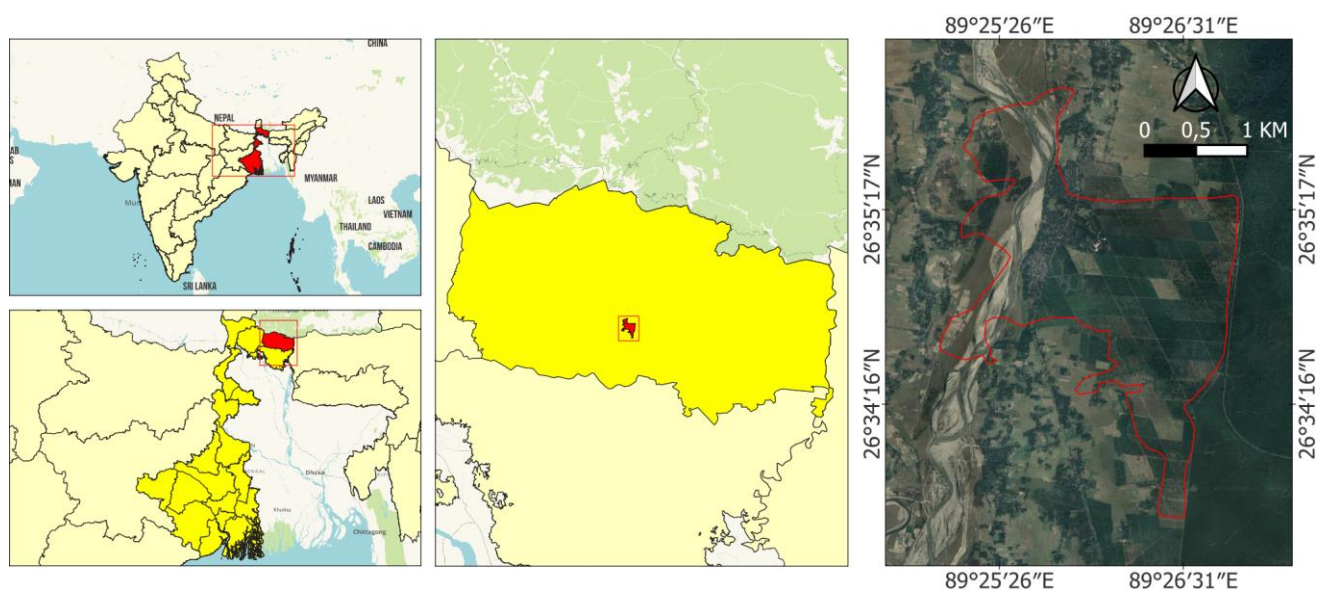 CHINA
NEPAL
MYANMAR
LAOS
VIETNAM
THAILAND
CAMBODIA
SRI LANKA
Mum
Dhaka
Khulna
Chittagong
89°25′26″E 89°26′31″E
0 0,5 1 KM
26°35′17″N 26°35′17″N
26°34′16″N 26°34′16″N
89°25′26″E 89°26′31″E